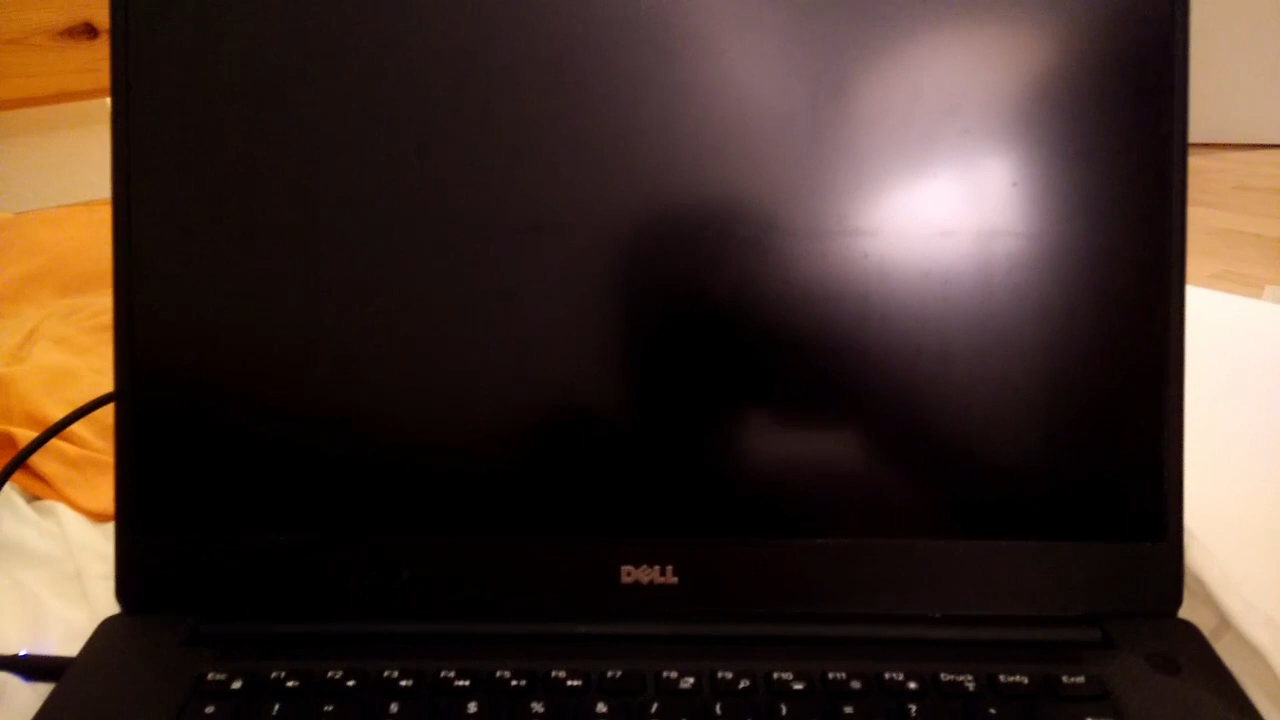 DELL
Esc F1 F2 F3 F4 F5 F6 F7 F8 F9 F10 F11 F12 Druck Einfg Entf
° ! " § $ % & / ( ) = ? `